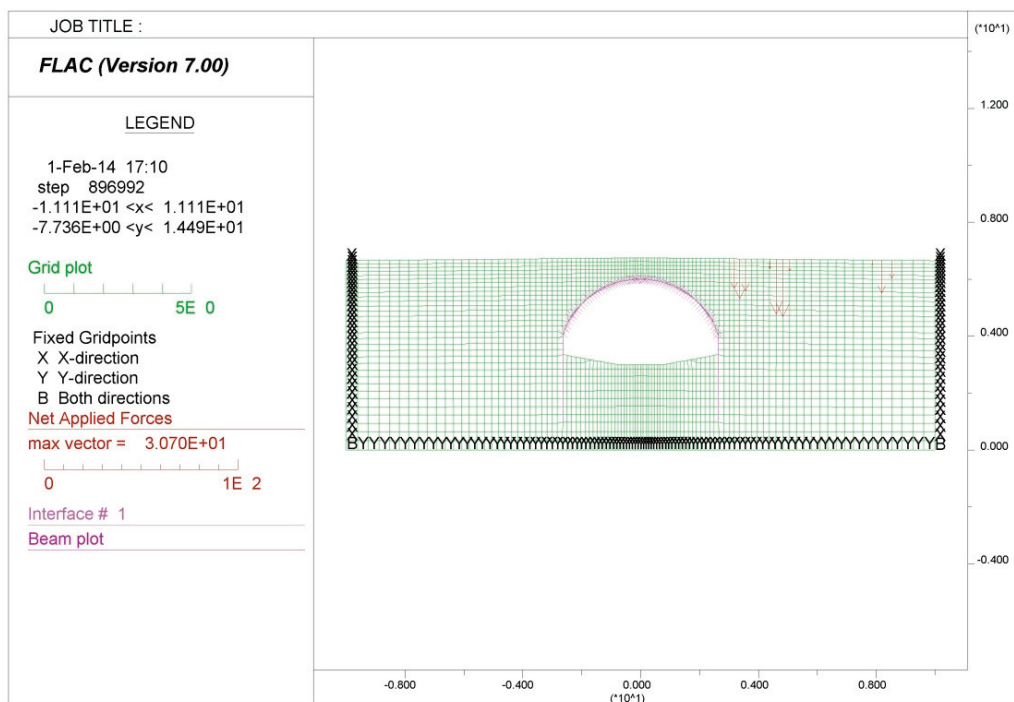 JOB TITLE :
FLAC (Version 7.00)
LEGEND
1-Feb-14 17:10
step 896992
-1.111E+01 <x< 1.111E+01
-7.736E+00 <y< 1.449E+01
Grid plot
0 5E 0
Fixed Gridpoints
X X-direction
Y Y-direction
B Both directions
Net Applied Forces
max vector = 3.070E+01
0 1E 2
Interface # 1
Beam plot
B B
(*10^1)
1.200
0.800
0.400
0.000
-0.400
-0.800 -0.400 0.000 0.400 0.800
(*10^1)